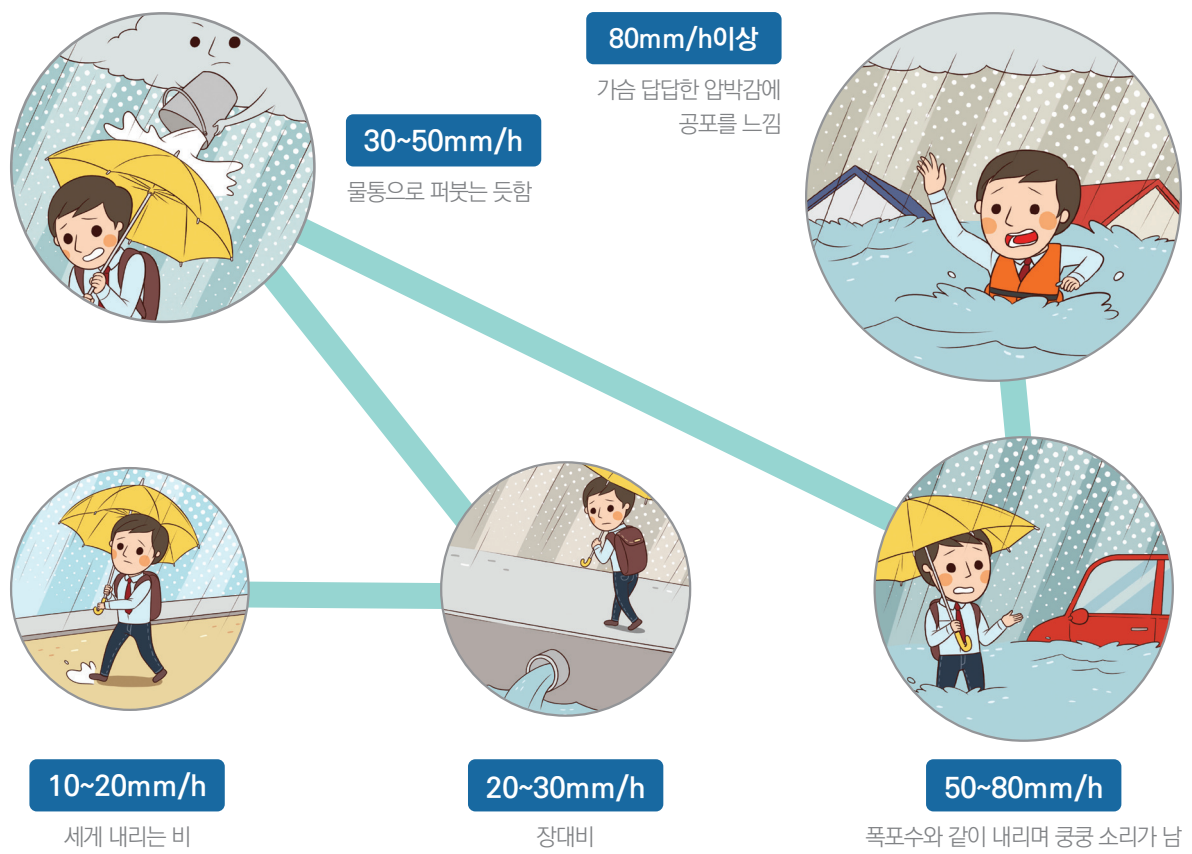 80mm/h이상
가슴 답답한 압박감에
공포를 느낌
30~50mm/h
물통으로 퍼붓는 듯함
10~20mm/h
세게 내리는 비
20~30mm/h
장대비
50~80mm/h
폭포수와 같이 내리며 쿵쿵 소리가 남